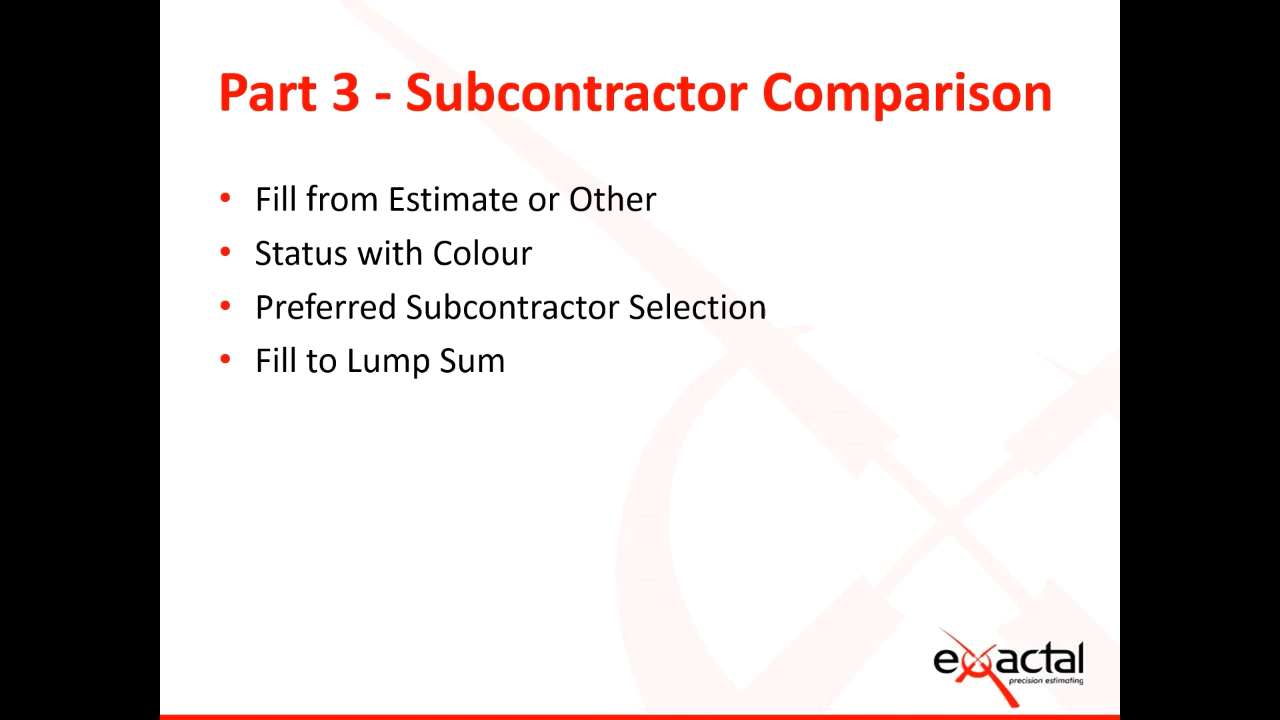 Part 3 - Subcontractor Comparison
• Fill from Estimate or Other
• Status with Colour
• Preferred Subcontractor Selection
• Fill to Lump Sum
exactal
precision estimating